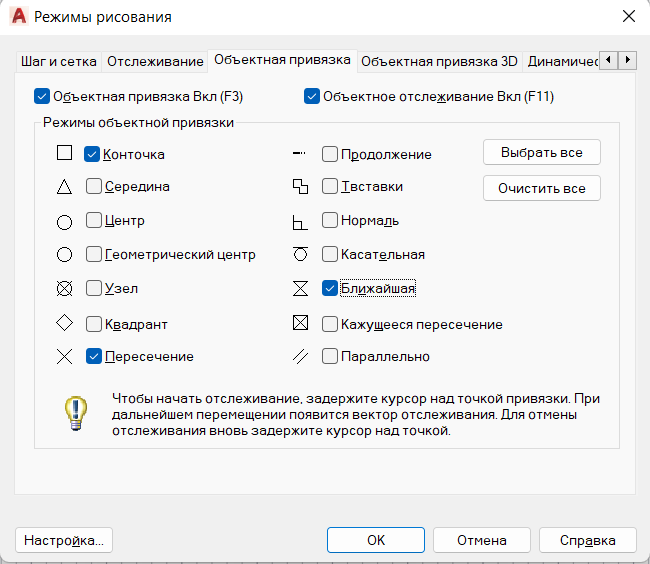 A Режимы рисования
Шаг и сетка Отслеживание Объектная привязка Объектная привязка 3D Динамичес
Объектная привязка Вкл (F3) Объектное отслеживание Вкл (F11)
Режимы объектной привязки
Конточка Продолжение Выбрать все
Середина Твставки Очистить все
Центр Нормаль
Геометрический центр Касательная
Узел Ближайшая
Квадрант Кажущееся пересечение
Пересечение Параллельно
Чтобы начать отслеживание, задержите курсор над точкой привязки. При
дальнейшем перемещении появится вектор отслеживания. Для отмены
отслеживания вновь задержите курсор над точкой.
Настройка... OK Отмена Справка